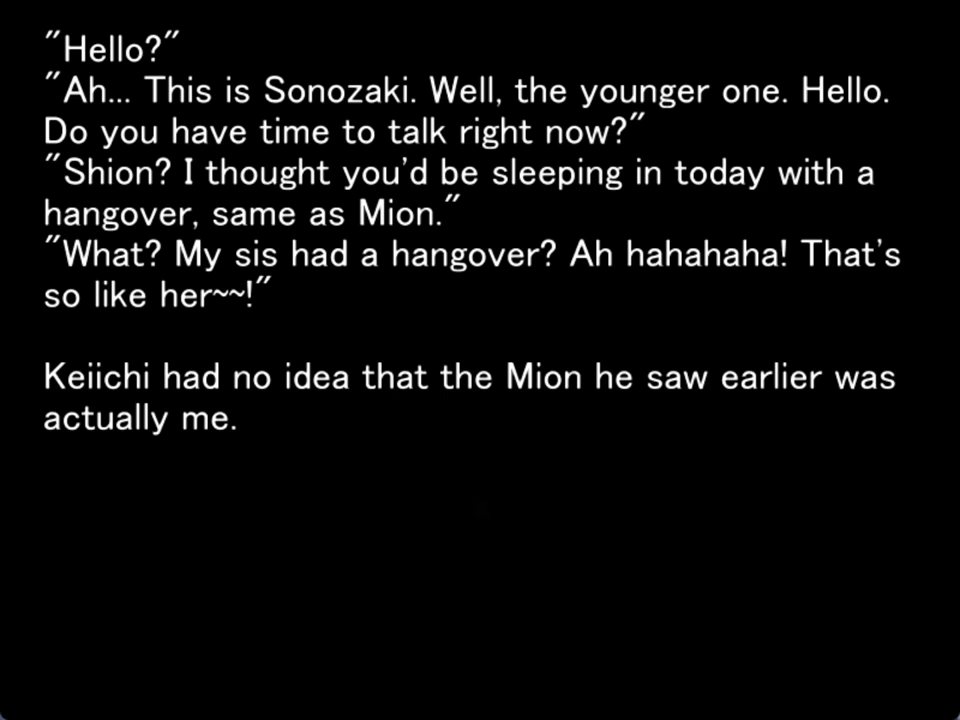 "Hello?"
"Ah... This is Sonozaki. Well, the younger one. Hello.
Do you have time to talk right now?"
"Shion? I thought you'd be sleeping in today with a
hangover, same as Mion."
"What? My sis had a hangover? Ah hahahaha! That's
so like her~~!"
Keiichi had no idea that the Mion he saw earlier was
actually me.